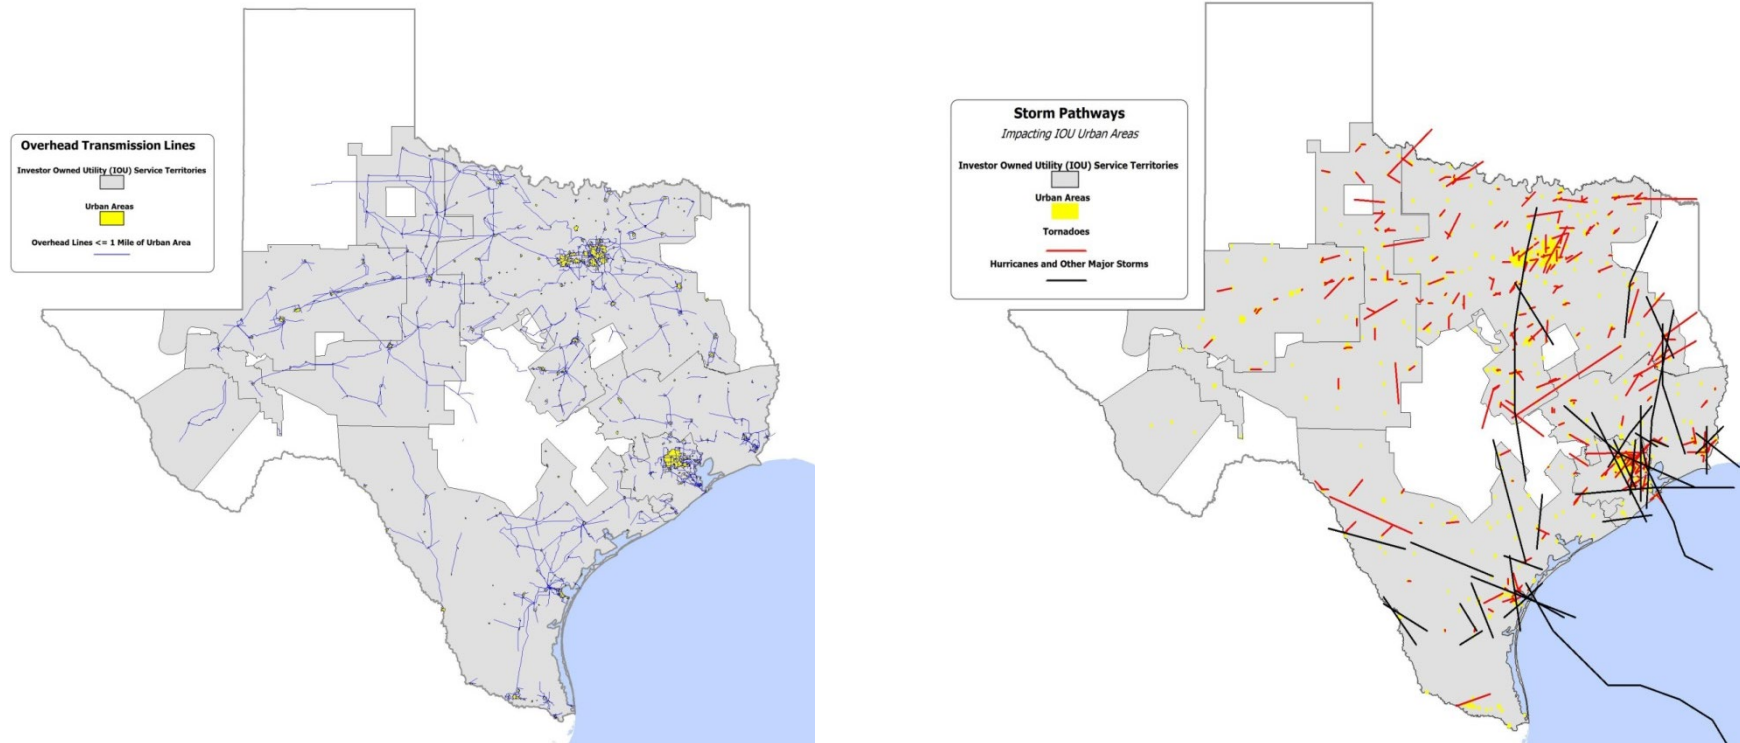 Overhead Transmission Lines
Investor Owned Utility (IOU) Service Territories
Urban Areas
Overhead Lines <= 1 Mile of Urban Area
Storm Pathways
Impacting IOU Urban Areas
Investor Owned Utility (IOU) Service Territories
Urban Areas
Tornadoes
Hurricanes and Other Major Storms